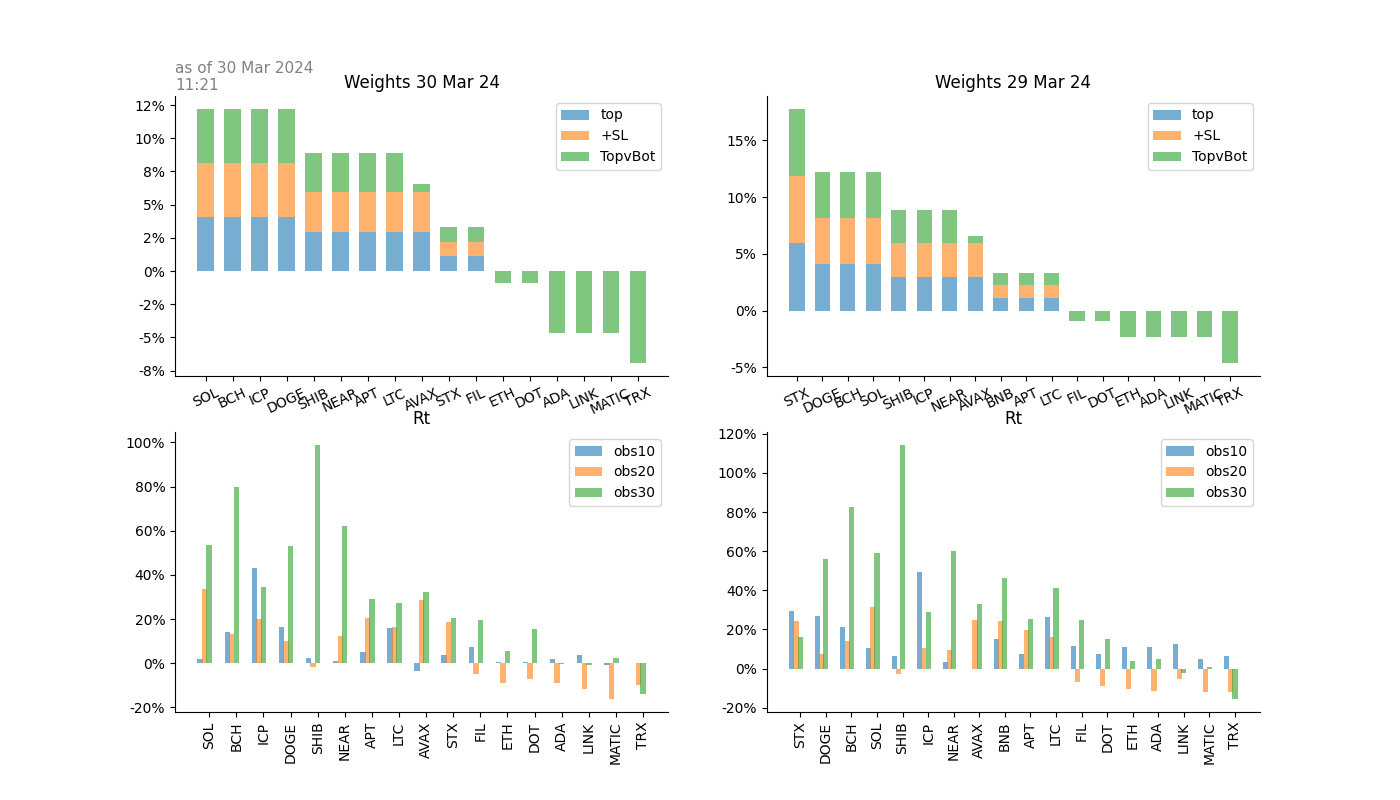 as of 30 Mar 2024
11:21
Weights 30 Mar 24
12%
10%
8%
5%
2%
0%
-2%
-5%
-8%
top
+SL
TopvBot
SOL BCH ICP DOGE SHIB NEAR APT LTC AVAX STX FIL ETH DOT ADA LINK MATIC TRX
Weights 29 Mar 24
15%
10%
5%
0%
-5%
top
+SL
TopvBot
STX DOGE BCH SOL SHIB ICP NEAR AVAX BNB APT LTC FIL DOT ETH ADA LINK MATIC TRX
Rt
100%
80%
60%
40%
20%
0%
-20%
obs10
obs20
obs30
SOL BCH ICP DOGE SHIB NEAR APT LTC AVAX STX FIL ETH DOT ADA LINK MATIC TRX
Rt
120%
100%
80%
60%
40%
20%
0%
-20%
obs10
obs20
obs30
STX DOGE BCH SOL SHIB ICP NEAR AVAX BNB APT LTC FIL DOT ETH ADA LINK MATIC TRX